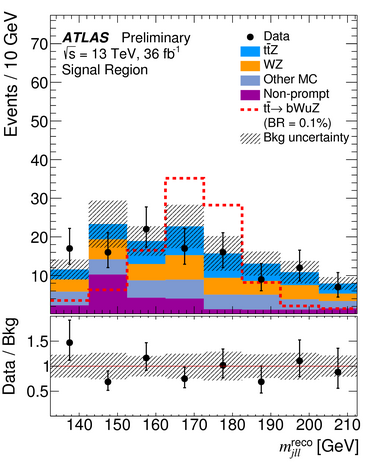 Events / 10 GeV
70
60
50
40
30
20
10
ATLAS Preliminary
√s = 13 TeV, 36 fb⁻¹
Signal Region
Data
tt̄Z
WZ
Other MC
Non-prompt
tt̄→ bWuZ
(BR = 0.1%)
Bkg uncertainty
Data / Bkg
1.5
1
0.5
140 150 160 170 180 190 200 210
m_jll^reco [GeV]